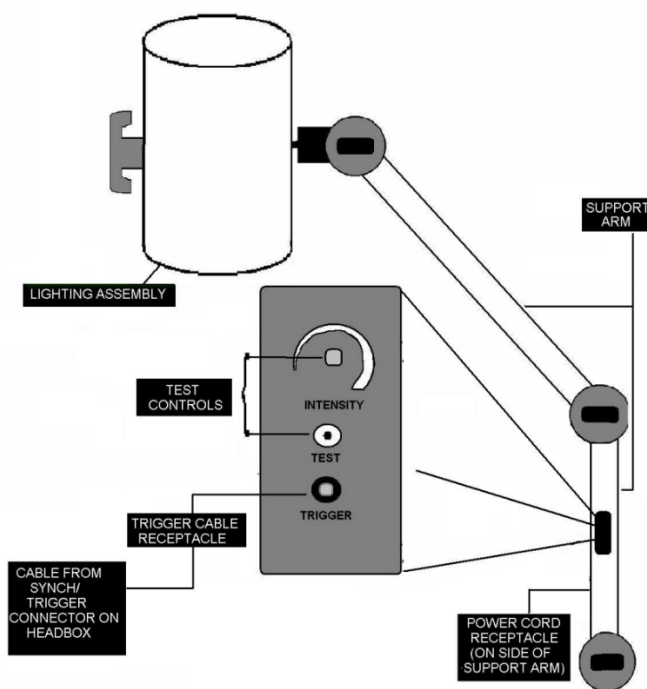 SUPPORT
ARM
LIGHTING ASSEMBLY
TEST
CONTROLS
INTENSITY
TEST
TRIGGER
TRIGGER CABLE
RECEPTACLE
CABLE FROM
SYNCH/
TRIGGER
CONNECTOR ON
HEADBOX
POWER CORD
RECEPTACLE
(ON SIDE OF
SUPPORT ARM)